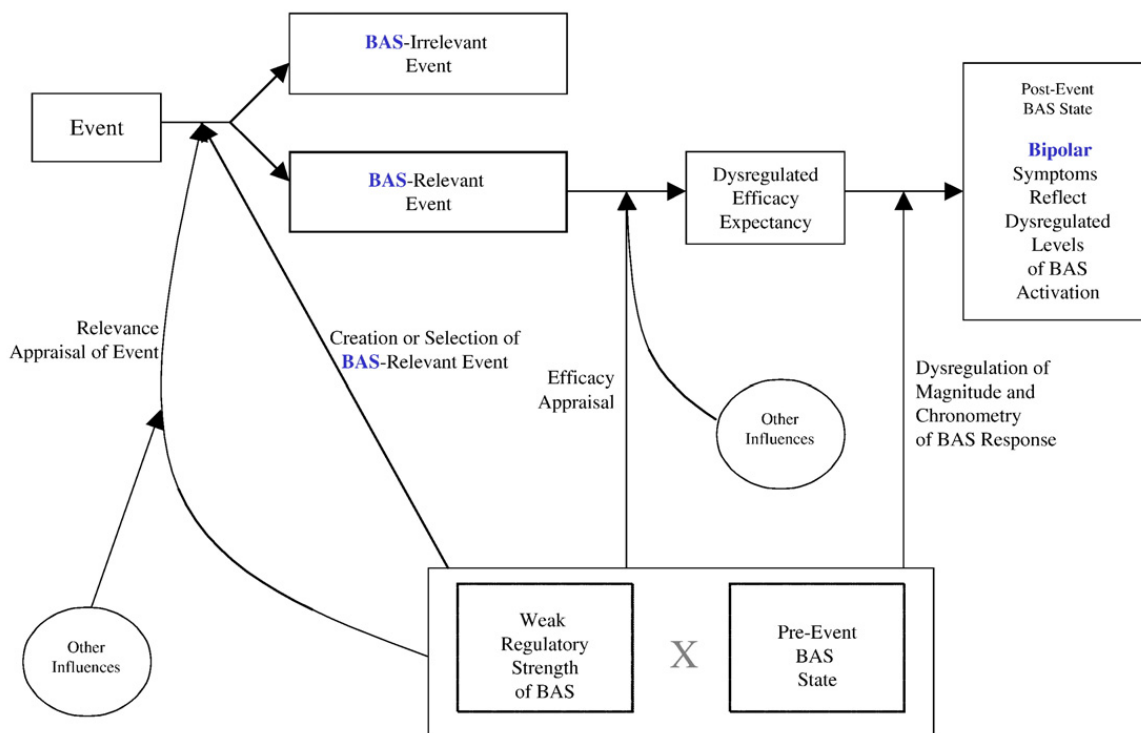 BAS-Irrelevant
Event
Event
BAS-Relevant
Event
Dysregulated
Efficacy
Expectancy
Post-Event
BAS State
Bipolar
Symptoms
Reflect
Dysregulated
Levels
of BAS
Activation
Relevance
Appraisal of Event
Creation or Selection of
BAS-Relevant Event
Efficacy
Appraisal
Other
Influences
Dysregulation of
Magnitude and
Chronometry
of BAS Response
Other
Influences
Weak
Regulatory
Strength
of BAS
X
Pre-Event
BAS
State